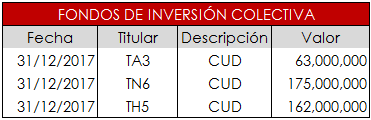 FONDOS DE INVERSIÓN COLECTIVA
Fecha Titular Descripción Valor
31/12/2017 TA3 CUD 63,000,000
31/12/2017 TN6 CUD 175,000,000
31/12/2017 TH5 CUD 162,000,000